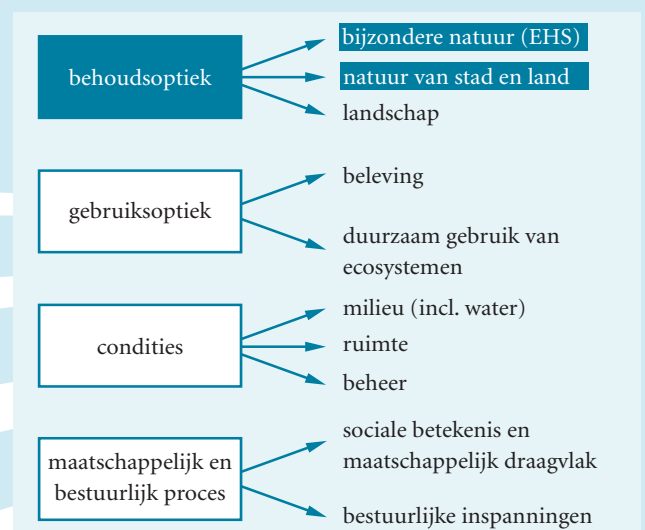 behoudsoptiek
bijzondere natuur (EHS)
natuur van stad en land
landschap
gebruiksoptiek
beleving
duurzaam gebruik van
ecosystemen
condities
milieu (incl. water)
ruimte
beheer
maatschappelijk en
bestuurlijk proces
sociale betekenis en
maatschappelijk draagvlak
bestuurlijke inspanningen